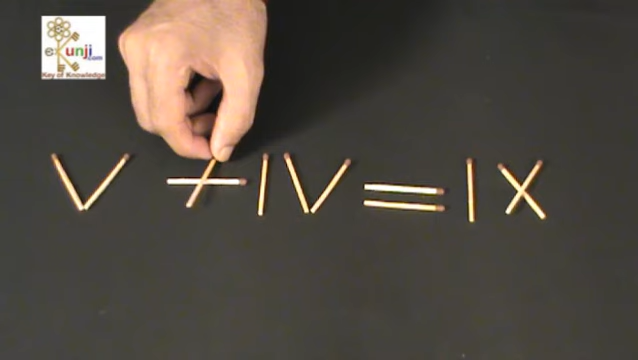 eKunji.com
Key of Knowledge
V + IV = IX